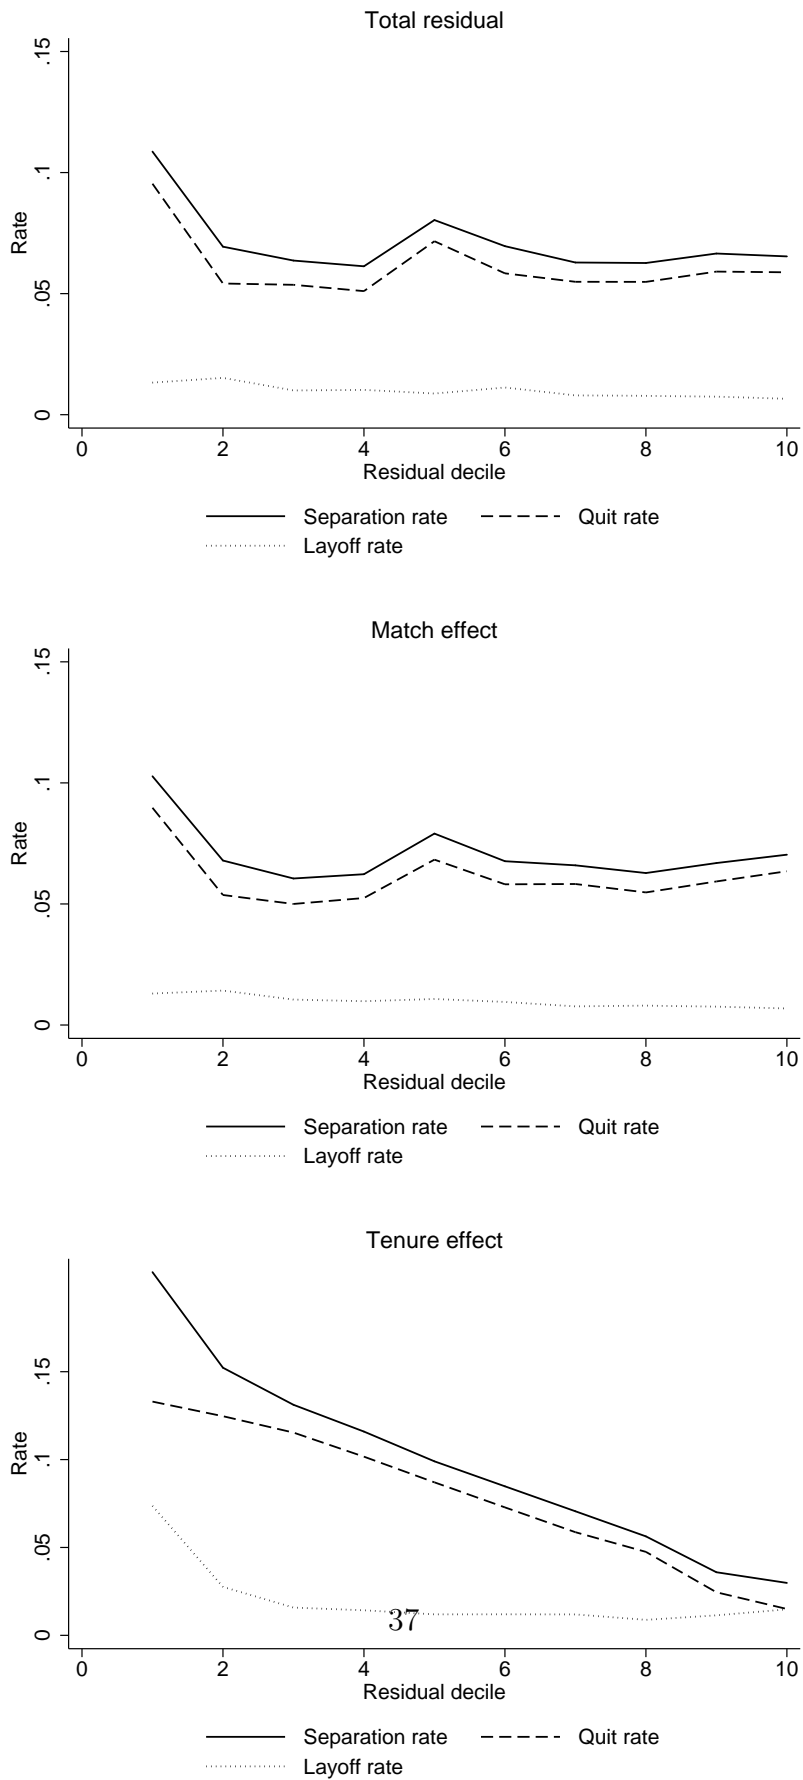 Total residual
.15
.1
.05
0
Rate
0 2 4 6 8 10
Residual decile
Separation rate Quit rate
Layoff rate
Match effect
.15
.1
.05
0
Rate
0 2 4 6 8 10
Residual decile
Separation rate Quit rate
Layoff rate
Tenure effect
.15
.1
.05
0
Rate
37
0 2 4 6 8 10
Residual decile
Separation rate Quit rate
Layoff rate